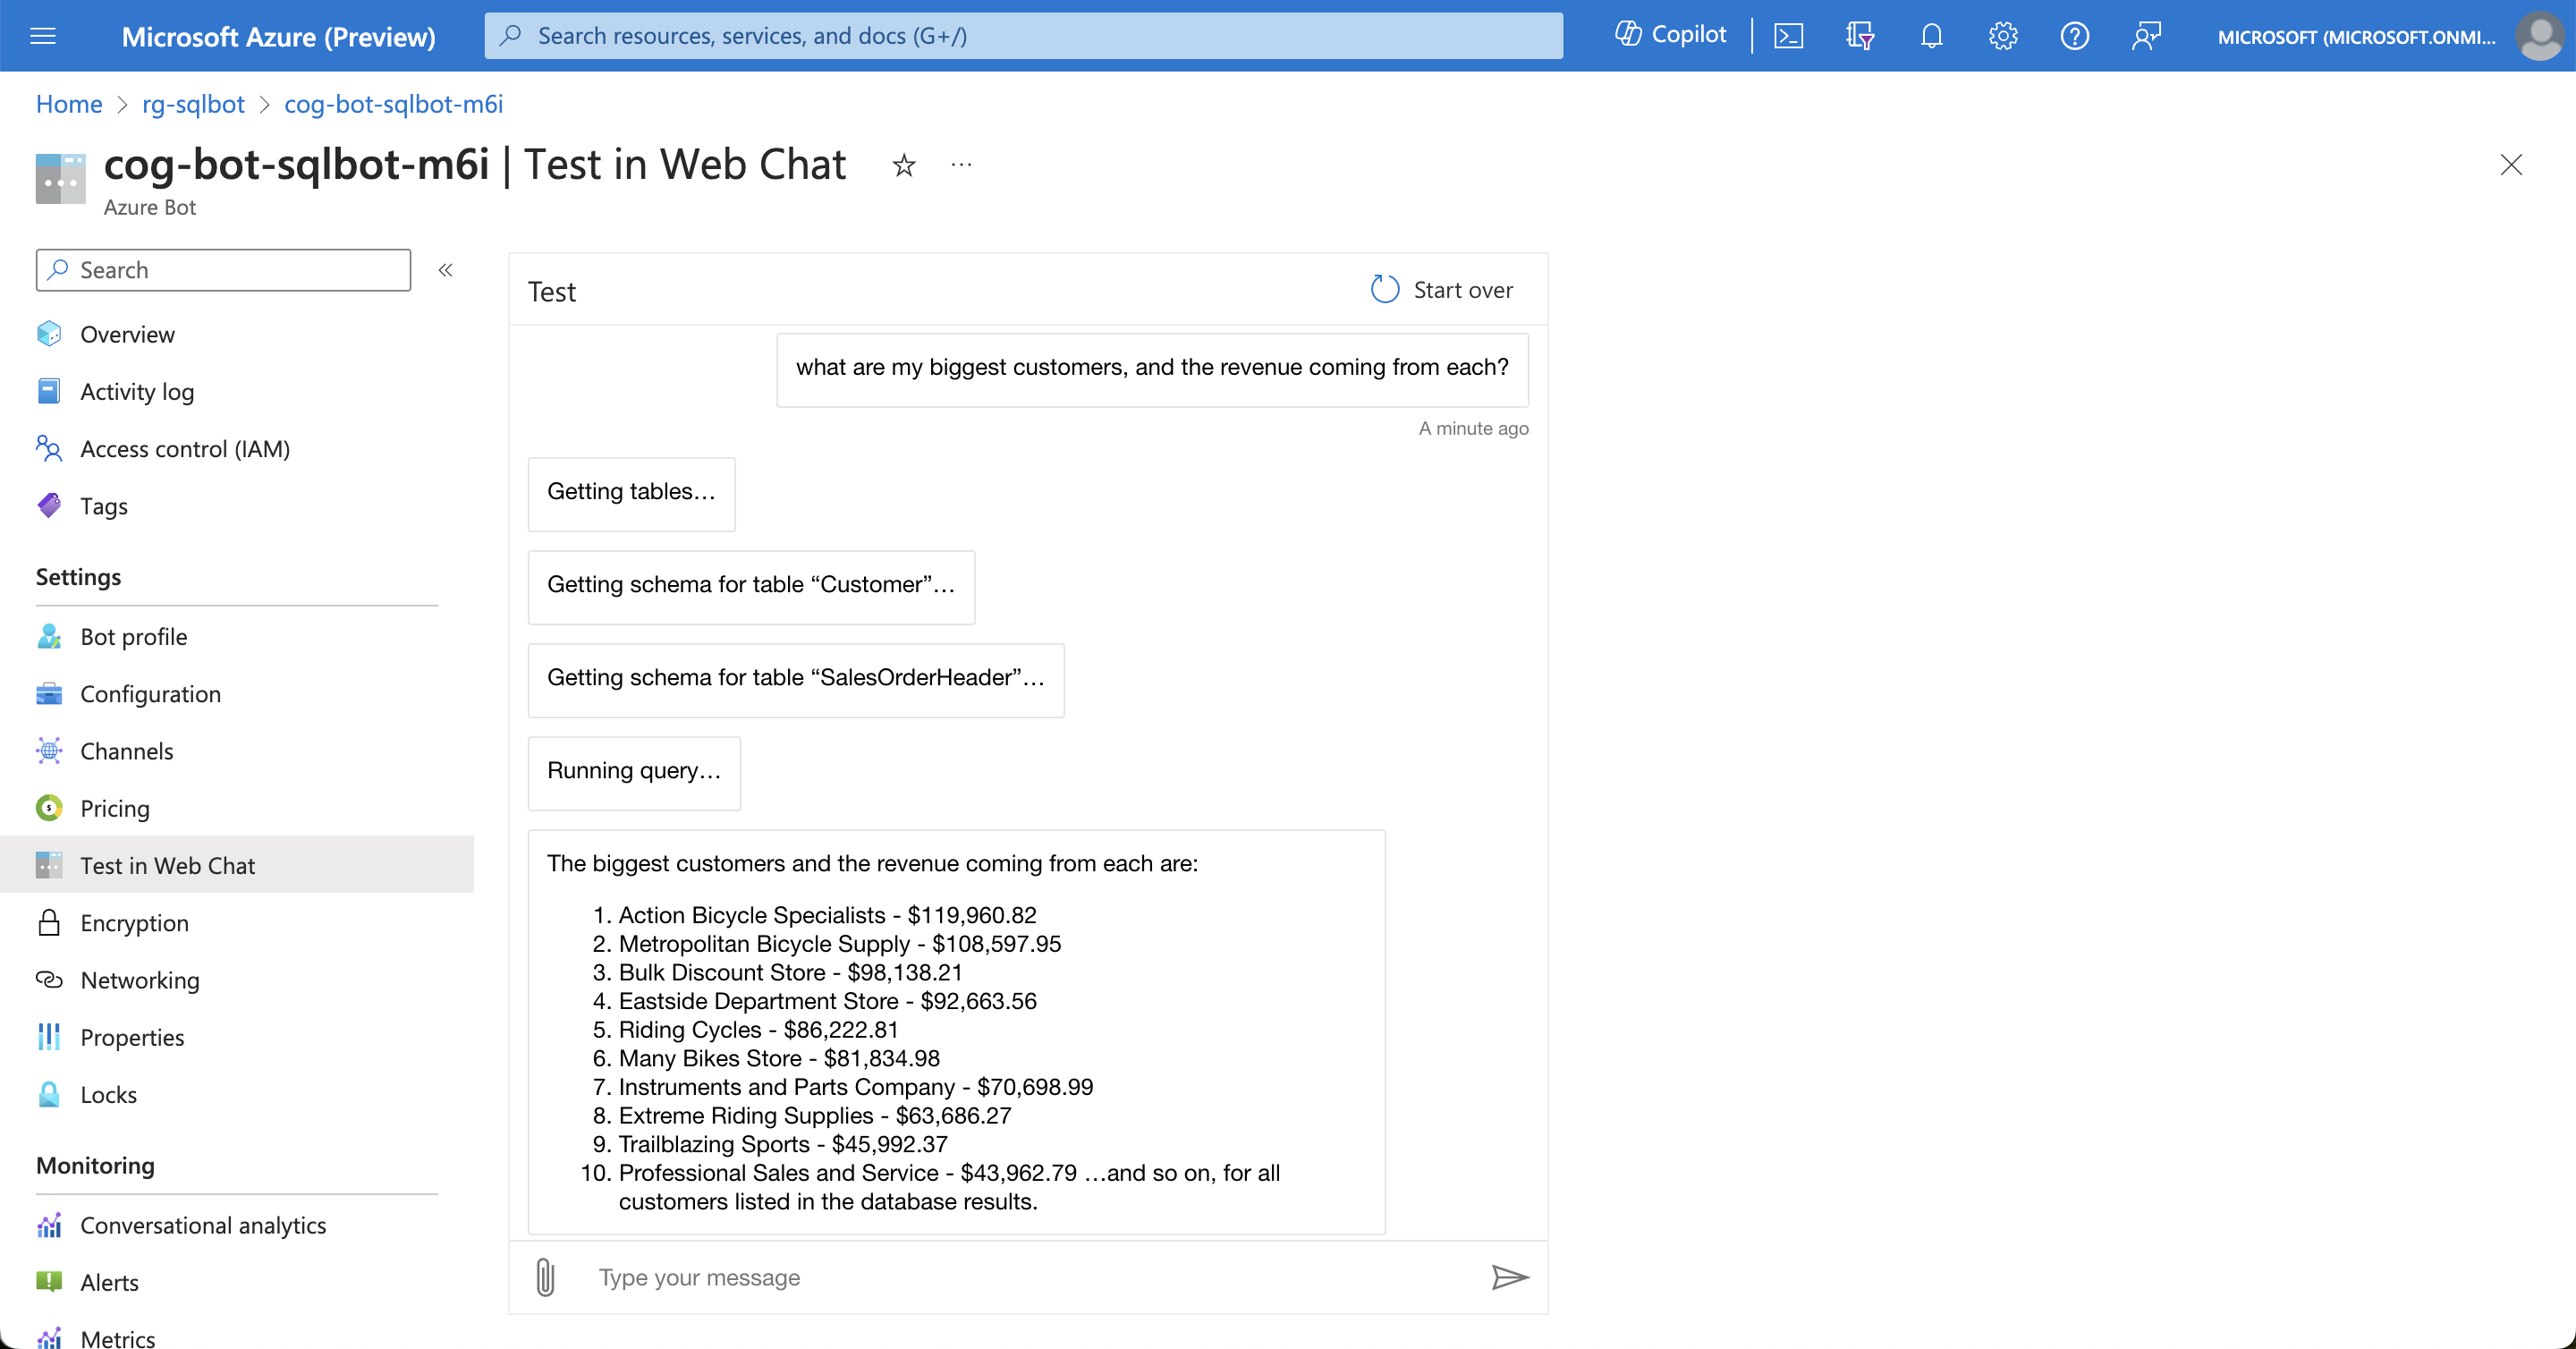 Microsoft Azure (Preview)
Search resources, services, and docs (G+/)
Copilot
MICROSOFT (MICROSOFT.ONMI...
Home > rg-sqlbot > cog-bot-sqlbot-m6i
cog-bot-sqlbot-m6i | Test in Web Chat
Azure Bot
Search
Overview
Activity log
Access control (IAM)
Tags
Settings
Bot profile
Configuration
Channels
Pricing
Test in Web Chat
Encryption
Networking
Properties
Locks
Monitoring
Conversational analytics
Alerts
Metrics
Test
Start over
what are my biggest customers, and the revenue coming from each?
A minute ago
Getting tables…
Getting schema for table “Customer”…
Getting schema for table “SalesOrderHeader”…
Running query…
The biggest customers and the revenue coming from each are:
1. Action Bicycle Specialists - $119,960.82
2. Metropolitan Bicycle Supply - $108,597.95
3. Bulk Discount Store - $98,138.21
4. Eastside Department Store - $92,663.56
5. Riding Cycles - $86,222.81
6. Many Bikes Store - $81,834.98
7. Instruments and Parts Company - $70,698.99
8. Extreme Riding Supplies - $63,686.27
9. Trailblazing Sports - $45,992.37
10. Professional Sales and Service - $43,962.79 …and so on, for all
customers listed in the database results.
Type your message